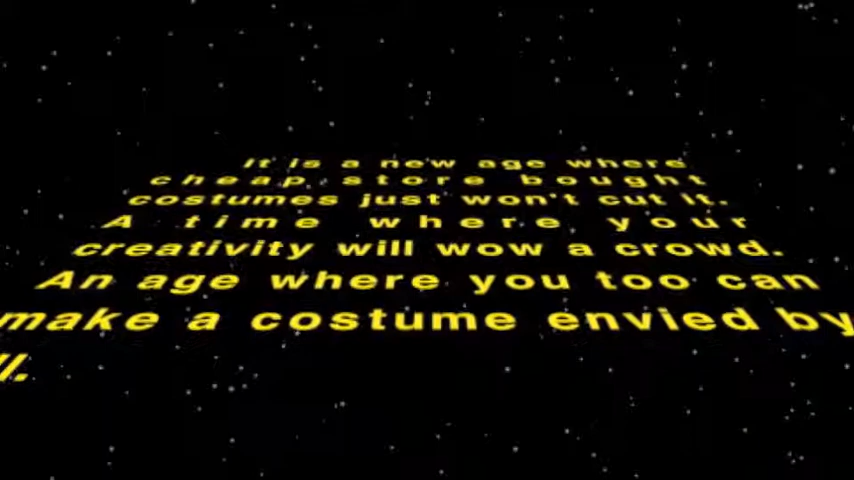 It is a new age where
cheap store bought
costumes just won't cut it.
A time where your
creativity will wow a crowd.
An age where you too can
make a costume envied by
ll.